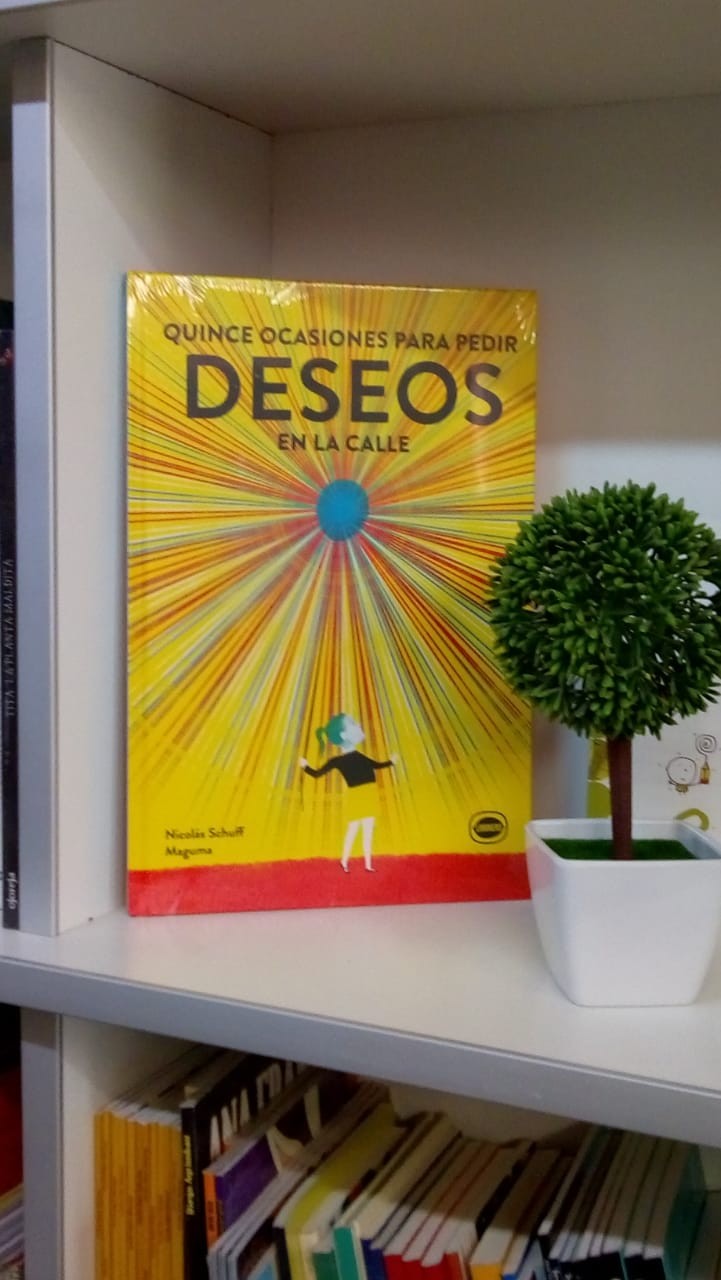 QUINCE OCASIONES PARA PEDIR
DESEOS
EN LA CALLE
Nicolás Schuff
Maguma
TITA LA PLANTA MALDITA